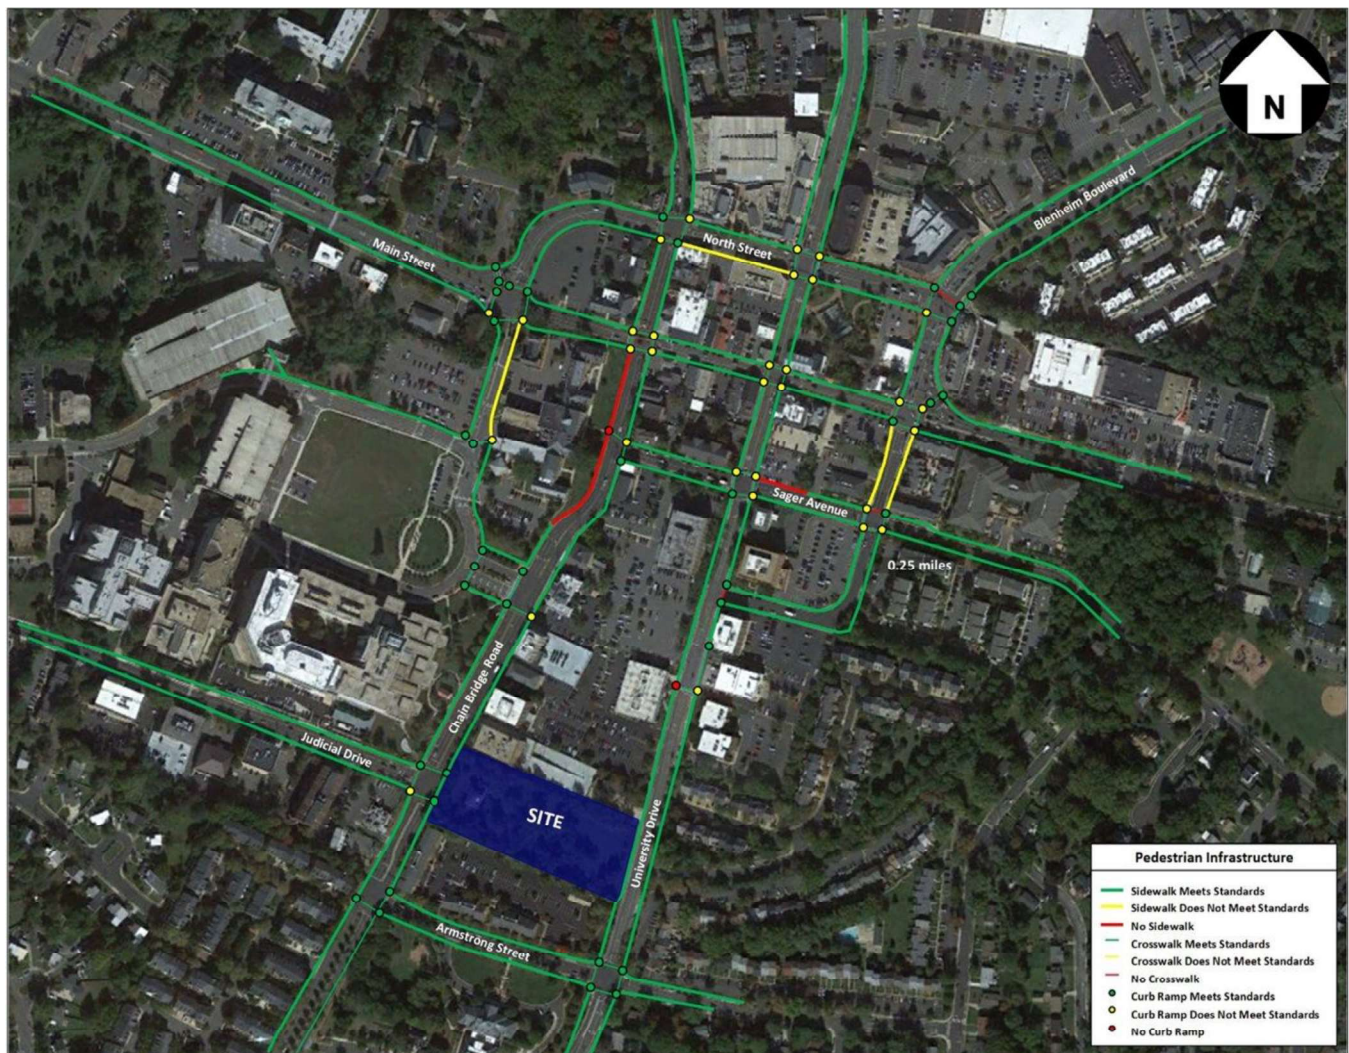 N
Blenheim Boulevard
North Street
Main Street
Sager Avenue
0.25 miles
Chain Bridge Road
Judicial Drive
SITE
University Drive
Armstrong Street
Pedestrian Infrastructure
Sidewalk Meets Standards
Sidewalk Does Not Meet Standards
No Sidewalk
Crosswalk Meets Standards
Crosswalk Does Not Meet Standards
No Crosswalk
Curb Ramp Meets Standards
Curb Ramp Does Not Meet Standards
No Curb Ramp